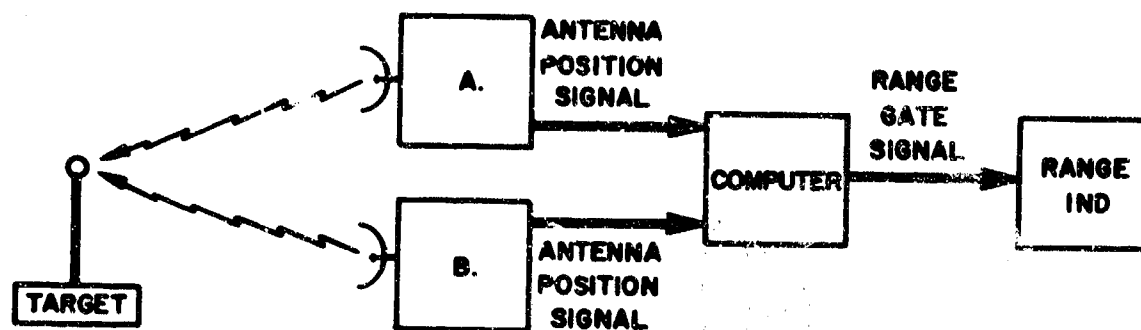 ANTENNA
POSITION
SIGNAL
A.
RANGE
GATE
SIGNAL
COMPUTER
RANGE
IND
B.
ANTENNA
POSITION
SIGNAL
TARGET